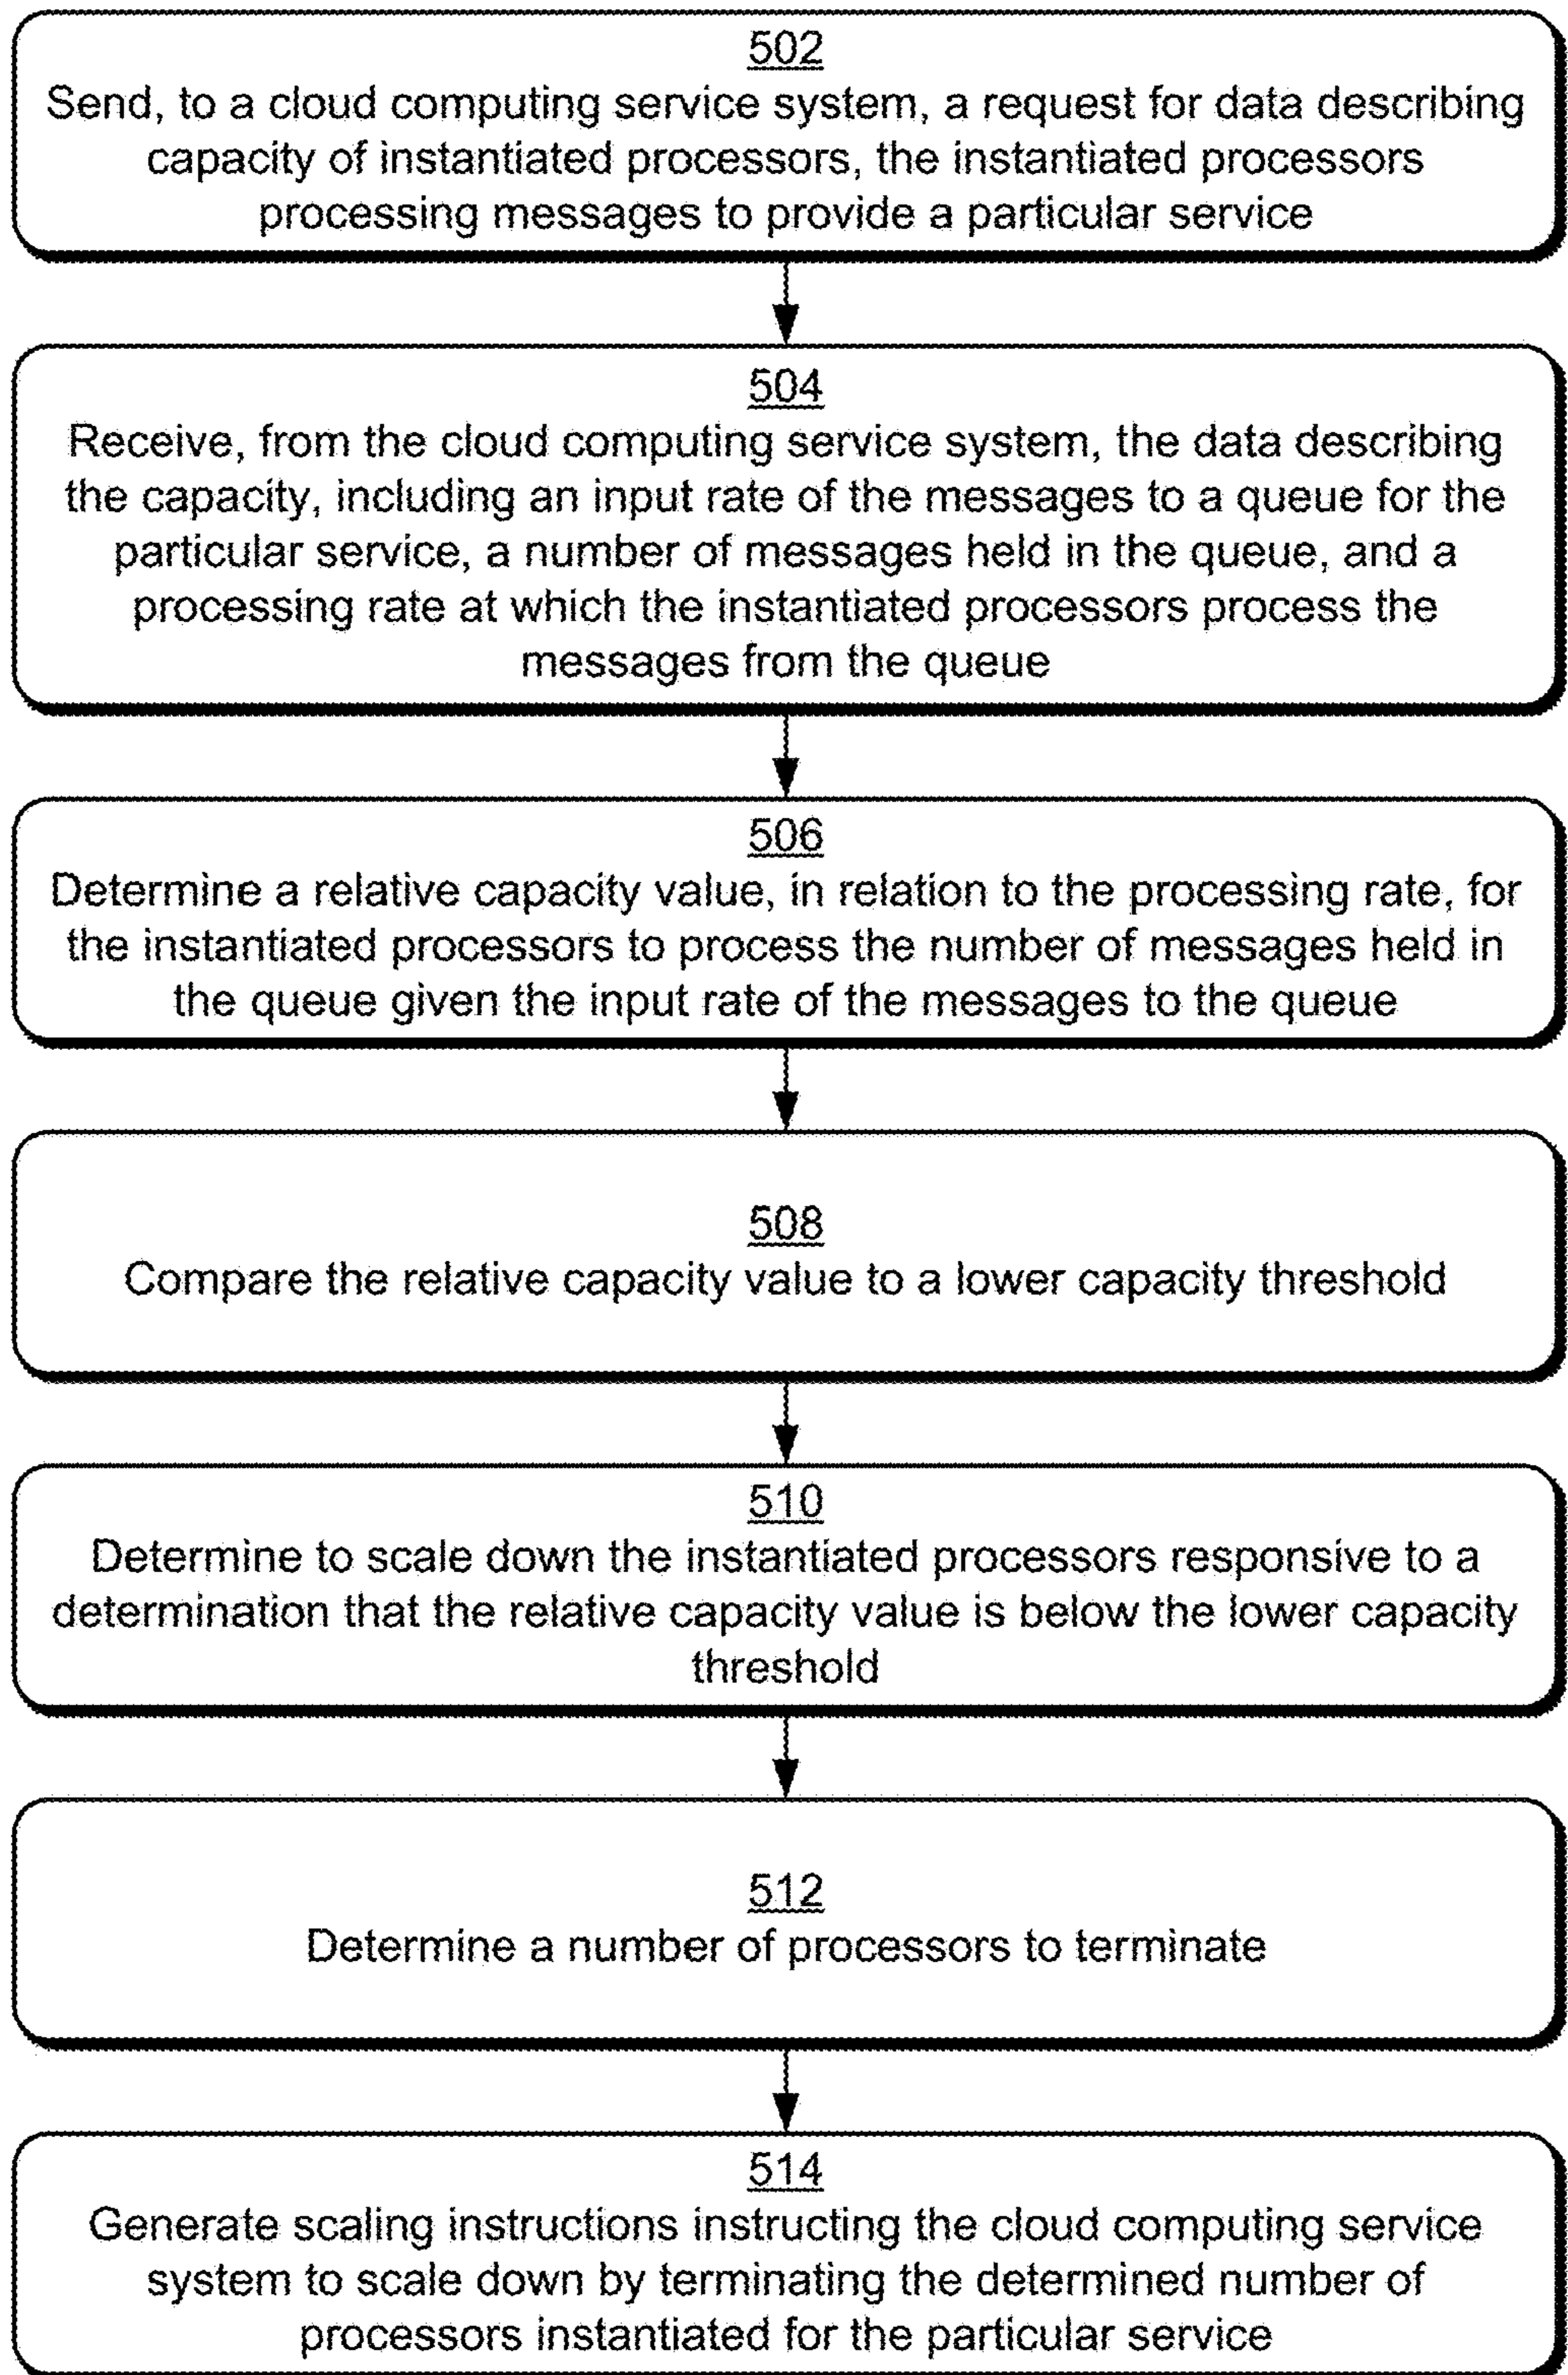 502
Send, to a cloud computing service system, a request for data describing
capacity of instantiated processors, the instantiated processors
processing messages to provide a particular service
504
Receive, from the cloud computing service system, the data describing
the capacity, including an input rate of the messages to a queue for the
particular service, a number of messages held in the queue, and a
processing rate at which the instantiated processors process the
messages from the queue
506
Determine a relative capacity value, in relation to the processing rate, for
the instantiated processors to process the number of messages held in
the queue given the input rate of the messages to the queue
508
Compare the relative capacity value to a lower capacity threshold
510
Determine to scale down the instantiated processors responsive to a
determination that the relative capacity value is below the lower capacity
threshold
512
Determine a number of processors to terminate
514
Generate scaling instructions instructing the cloud computing service
system to scale down by terminating the determined number of
processors instantiated for the particular service